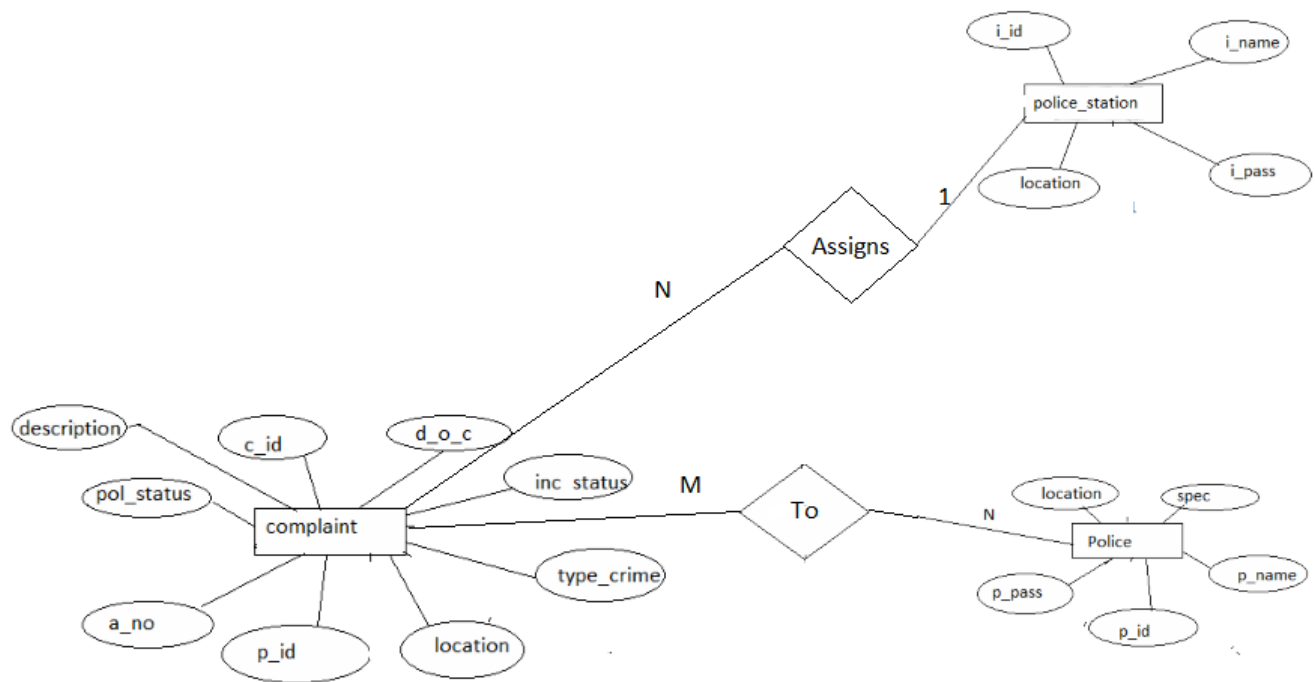 i_id
i_name
police_station
location
i_pass
1
Assigns
N
description
c_id
d_o_c
pol_status
inc_status
complaint
M
To
N
location
spec
Police
type_crime
p_pass
p_name
a_no
p_id
location
p_id